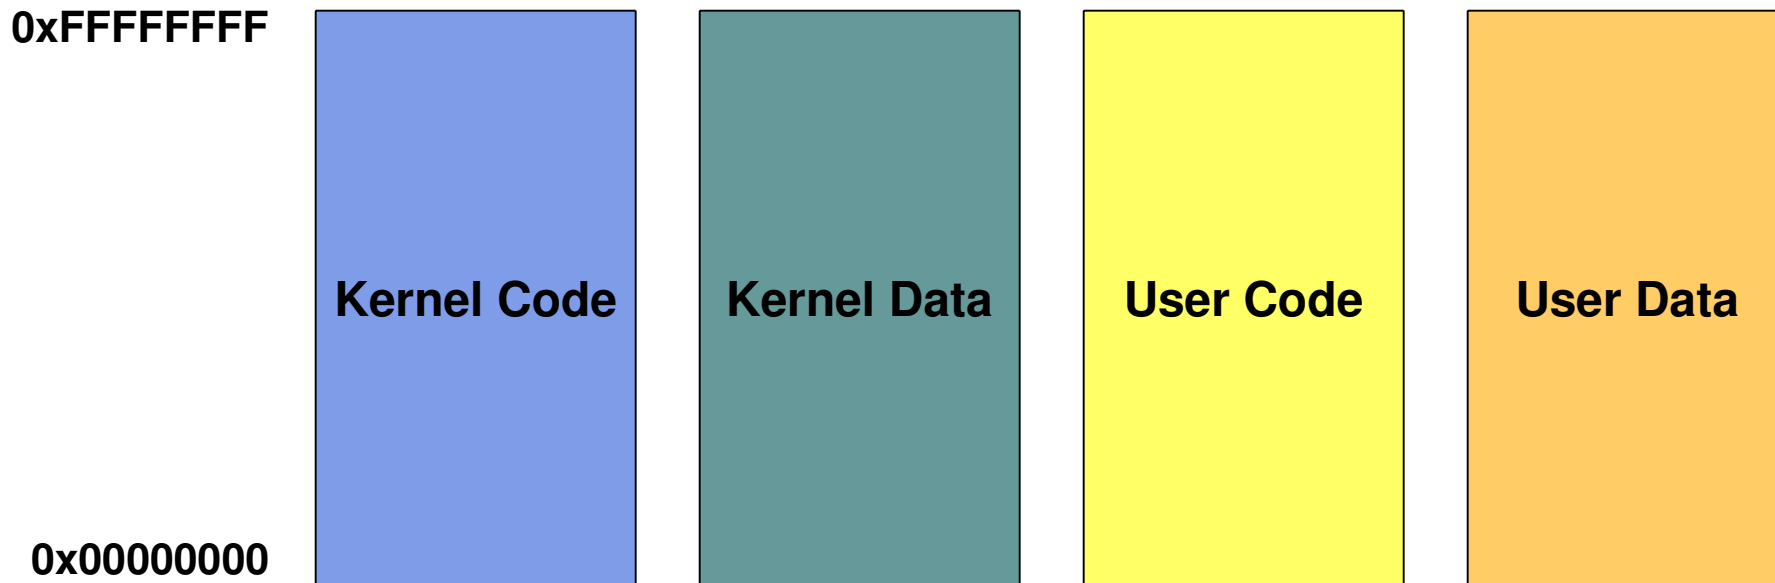 0xFFFFFFFF
Kernel Code
Kernel Data
User Code
User Data
0x00000000